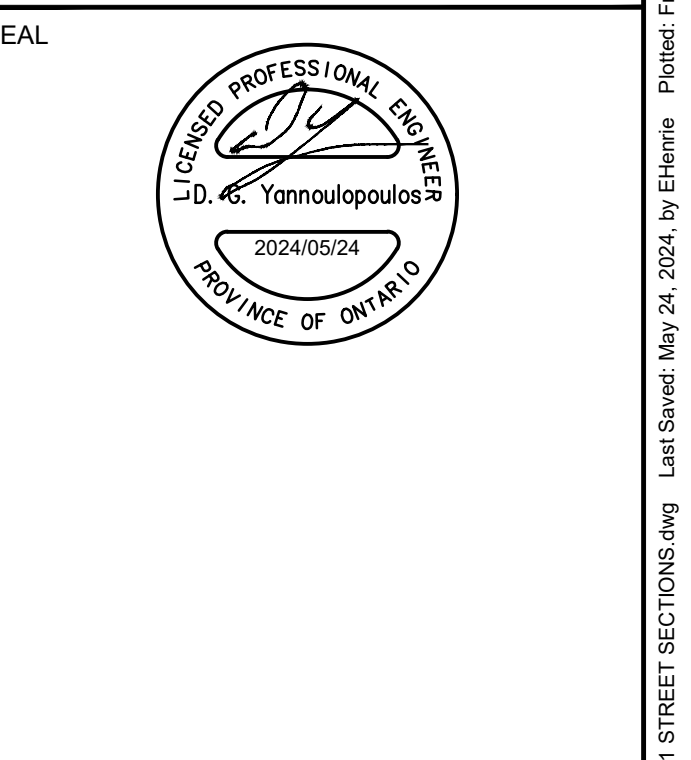 EAL
LICENSED PROFESSIONAL ENGINEER
D. G. Yannoulopoulos
2024/05/24
PROVINCE OF ONTARIO
1 STREET SECTIONS.dwg Last Saved: May 24, 2024, by EHenrie Plotted: Fr